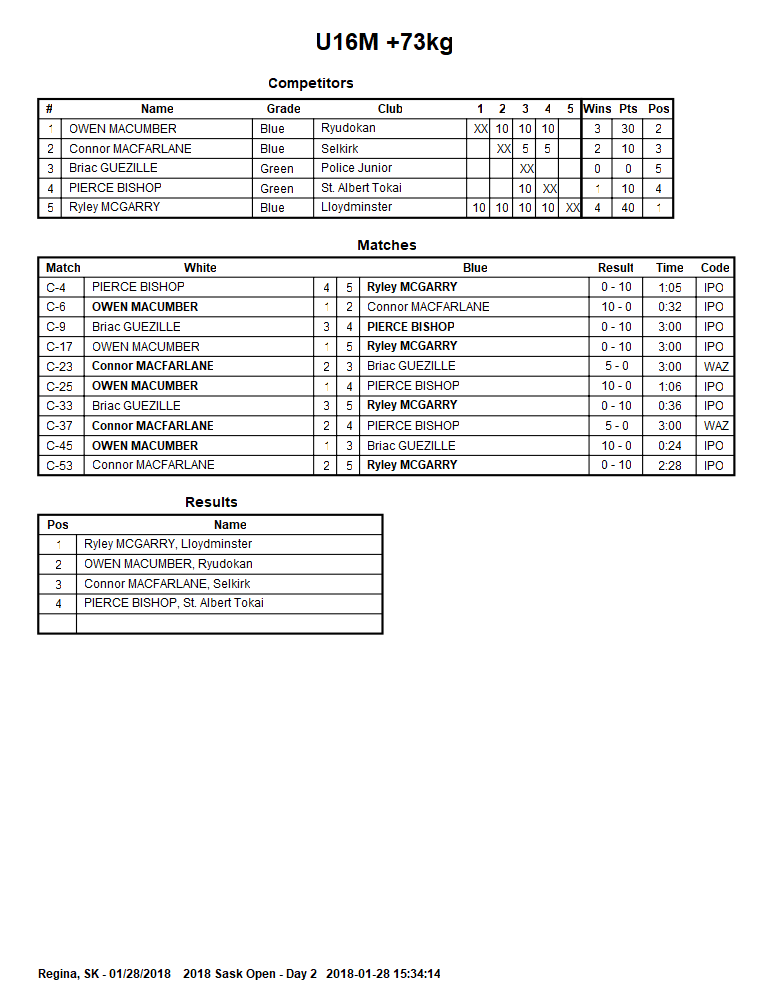 U16M +73kg
Competitors
# Name Grade Club 1 2 3 4 5 Wins Pts Pos
1 OWEN MACUMBER Blue Ryudokan XX 10 10 10 3 30 2
2 Connor MACFARLANE Blue Selkirk XX 5 5 2 10 3
3 Briac GUEZILLE Green Police Junior XX 0 0 5
4 PIERCE BISHOP Green St. Albert Tokai 10 XX 1 10 4
5 Ryley MCGARRY Blue Lloydminster 10 10 10 10 XX 4 40 1
Matches
Match White Blue Result Time Code
C-4 PIERCE BISHOP 4 5 Ryley MCGARRY 0 - 10 1:05 IPO
C-6 OWEN MACUMBER 1 2 Connor MACFARLANE 10 - 0 0:32 IPO
C-9 Briac GUEZILLE 3 4 PIERCE BISHOP 0 - 10 3:00 IPO
C-17 OWEN MACUMBER 1 5 Ryley MCGARRY 0 - 10 3:00 IPO
C-23 Connor MACFARLANE 2 3 Briac GUEZILLE 5 - 0 3:00 WAZ
C-25 OWEN MACUMBER 1 4 PIERCE BISHOP 10 - 0 1:06 IPO
C-33 Briac GUEZILLE 3 5 Ryley MCGARRY 0 - 10 0:36 IPO
C-37 Connor MACFARLANE 2 4 PIERCE BISHOP 5 - 0 3:00 WAZ
C-45 OWEN MACUMBER 1 3 Briac GUEZILLE 10 - 0 0:24 IPO
C-53 Connor MACFARLANE 2 5 Ryley MCGARRY 0 - 10 2:28 IPO
Results
Pos Name
1 Ryley MCGARRY, Lloydminster
2 OWEN MACUMBER, Ryudokan
3 Connor MACFARLANE, Selkirk
4 PIERCE BISHOP, St. Albert Tokai
Regina, SK - 01/28/2018 2018 Sask Open - Day 2 2018-01-28 15:34:14